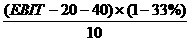 (EBIT – 20 – 40) × (1 – 33%)
10